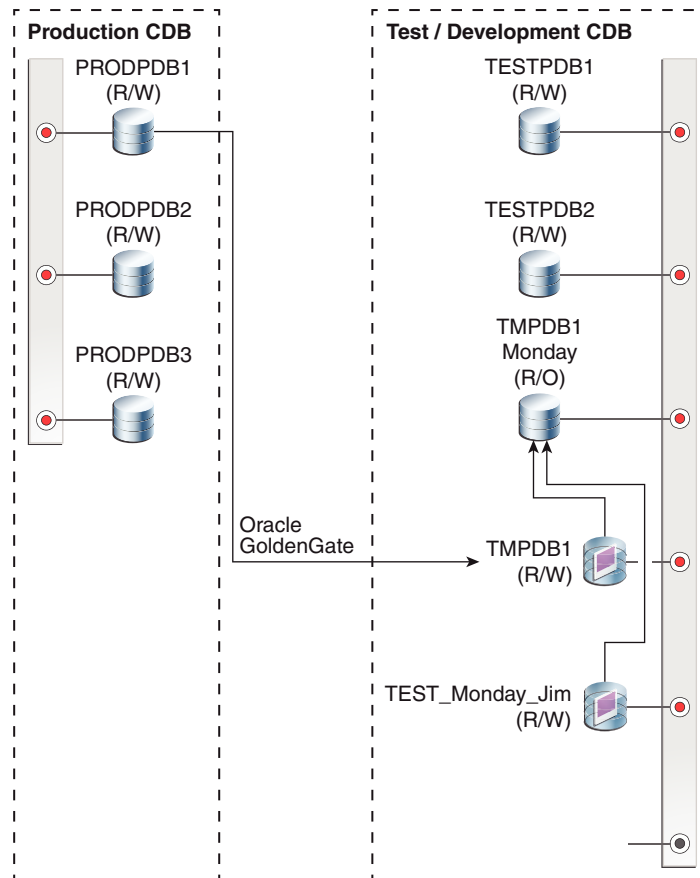 Production CDB
PRODPDB1
(R/W)
PRODPDB2
(R/W)
PRODPDB3
(R/W)
Oracle
GoldenGate
Test / Development CDB
TESTPDB1
(R/W)
TESTPDB2
(R/W)
TMPDB1
Monday
(R/O)
TMPDB1
(R/W)
TEST_Monday_Jim
(R/W)